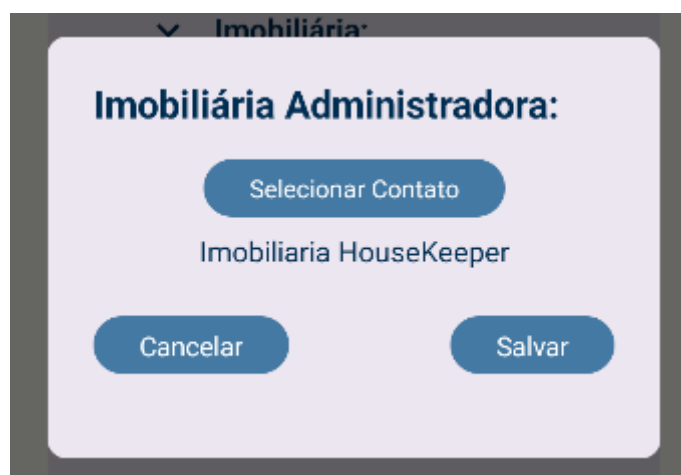 Imobiliária:
Imobiliária Administradora:
Selecionar Contato
Imobiliaria HouseKeeper
Cancelar
Salvar